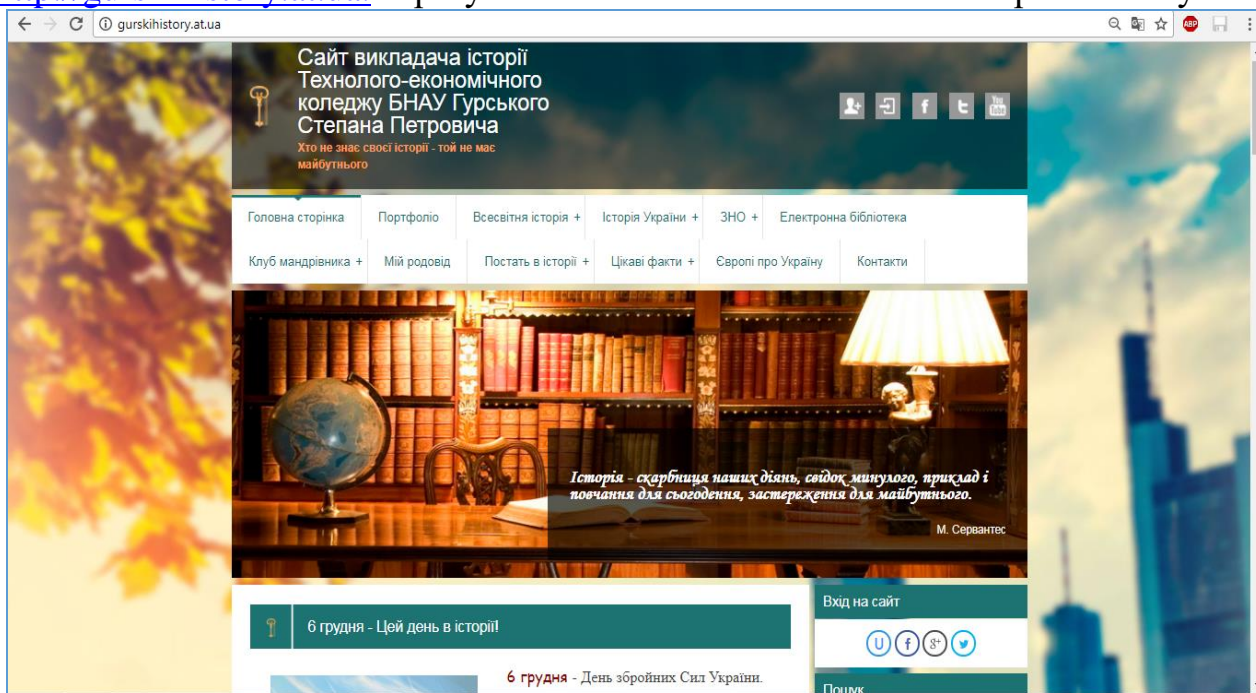 gurskihistory.at.ua
Сайт викладача історії
Технолого-економічного
коледжу БНАУ Гурського
Степана Петровича
Хто не знає своєї історії - той не має
майбутнього
Головна сторінка Портфоліо Всесвітня історія + Історія України + ЗНО + Електронна бібліотека
Клуб мандрівника + Мій родовід Постать в історії + Цікаві факти + Європі про Україну Контакти
Історія - скарбниця наших діянь, свідок минулого, приклад і
повчання для сьогодення, застереження для майбутнього.
М. Сервантес
Вхід на сайт
6 грудня - Цей день в історії!
6 грудня - День збройних Сил України.
Пошук